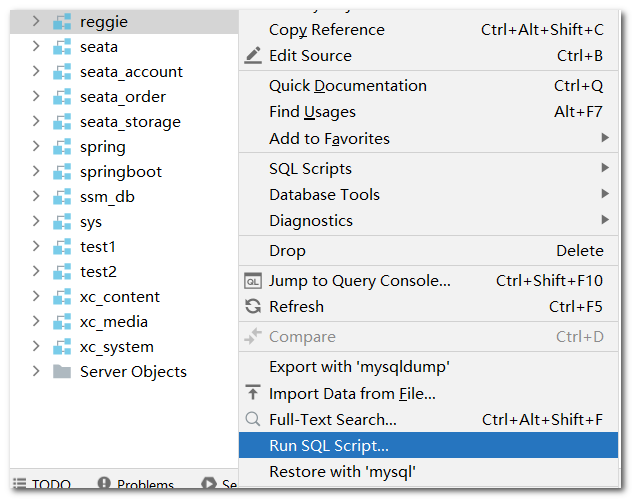 reggie
seata
seata_account
seata_order
seata_storage
spring
springboot
ssm_db
sys
test1
test2
xc_content
xc_media
xc_system
Server Objects
TODO
Problems
Copy Reference Ctrl+Alt+Shift+C
Edit Source Ctrl+B
Quick Documentation Ctrl+Q
Find Usages Alt+F7
Add to Favorites
SQL Scripts
Database Tools
Diagnostics
Drop Delete
QL Jump to Query Console... Ctrl+Shift+F10
Refresh Ctrl+F5
Compare Ctrl+D
Export with 'mysqldump'
Import Data from File...
Full-Text Search... Ctrl+Alt+Shift+F
Run SQL Script...
Restore with 'mysql'